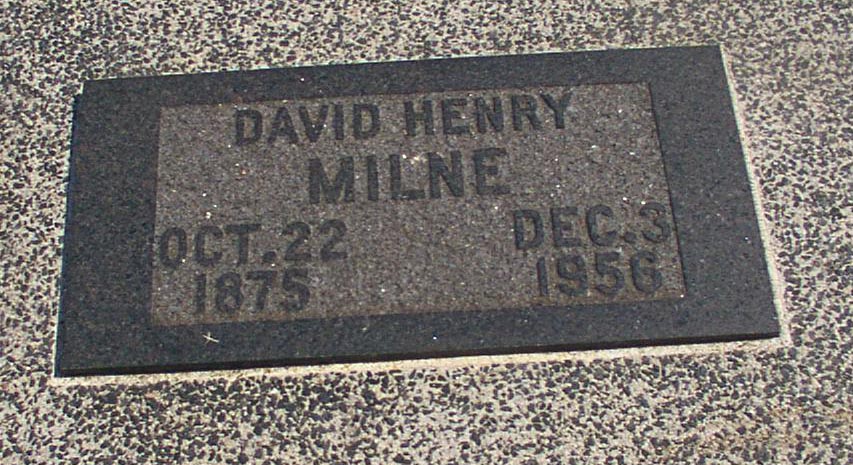 DAVID HENRY
MILNE
OCT. 22 DEC. 3
1875 1956